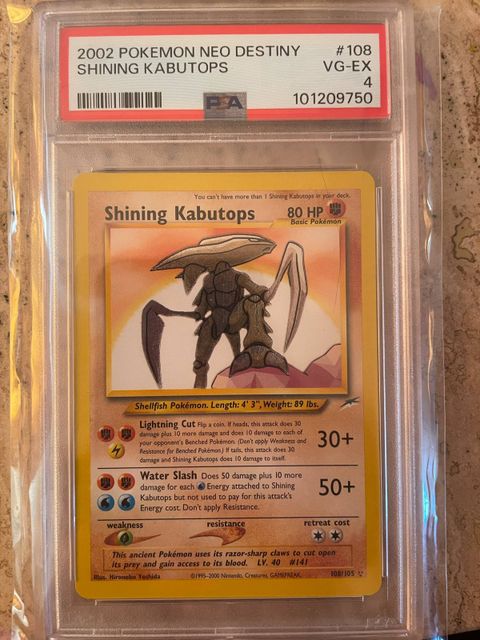 2002 POKEMON NEO DESTINY #108
SHINING KABUTOPS VG-EX
4
PSA 101209750
You can't have more than 1 Shining Kabutops in your deck.
Shining Kabutops 80 HP
Basic Pokémon
Shellfish Pokémon. Length: 4' 3", Weight: 89 lbs.
Lightning Cut Flip a coin. If heads, this attack does 30
damage plus 10 more damage and does 10 damage to each of
your opponent's Benched Pokémon. (Don't apply Weakness and
Resistance for Benched Pokémon.) If tails, this attack does 30
damage and Shining Kabutops does 10 damage to itself.
30+
Water Slash Does 50 damage plus 10 more
damage for each Energy attached to Shining
Kabutops but not used to pay for this attack's
Energy cost. Don't apply Resistance.
50+
weakness resistance retreat cost
This ancient Pokémon uses its razor-sharp claws to cut open
its prey and gain access to its blood. LV. 40 #141
Illus. Hironobu Yoshida ©1995-2000 Nintendo, Creatures, GAMEFREAK. 108/105